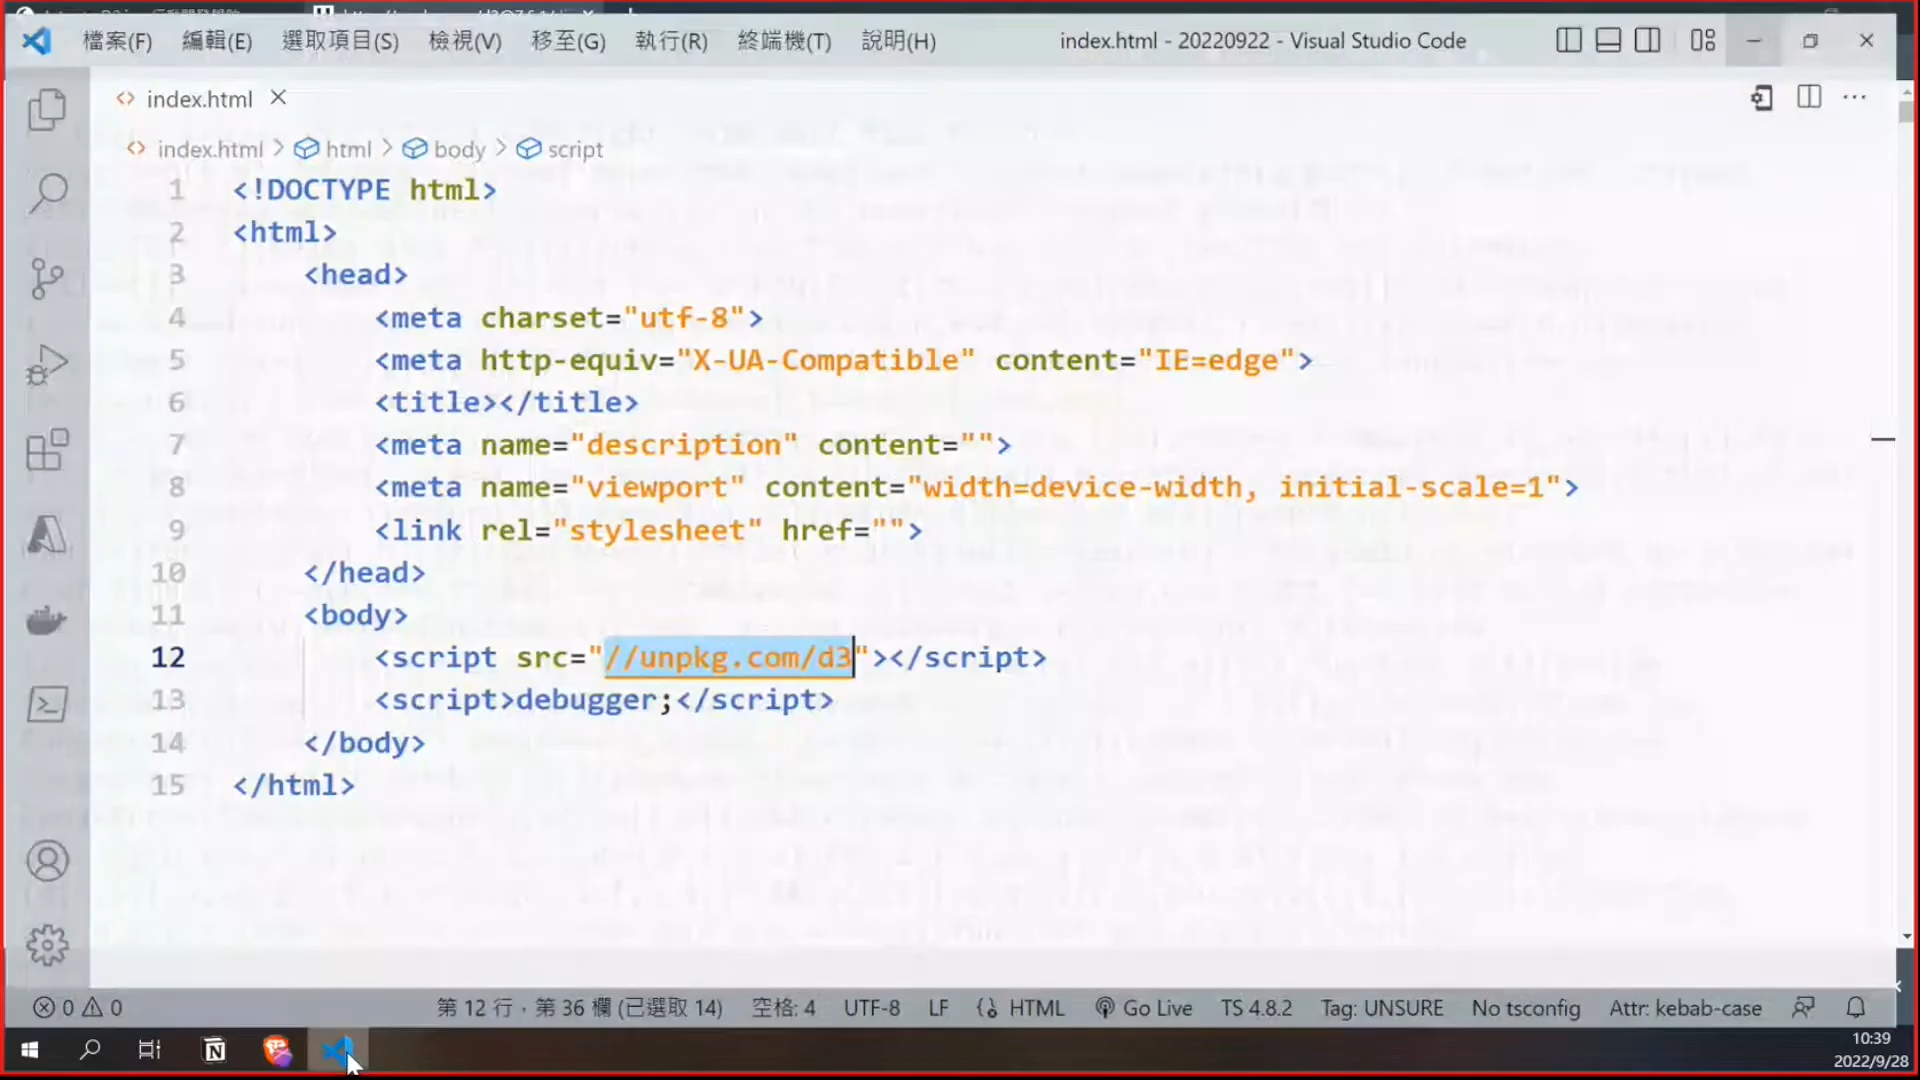 檔案(F) 編輯(E) 選取項目(S) 檢視(V) 移至(G) 執行(R) 終端機(T) 說明(H) index.html - 20220922 - Visual Studio Code
index.html
index.html > html > body > script
1 <!DOCTYPE html>
2 <html>
3 <head>
4 <meta charset="utf-8">
5 <meta http-equiv="X-UA-Compatible" content="IE=edge">
6 <title></title>
7 <meta name="description" content="">
8 <meta name="viewport" content="width=device-width, initial-scale=1">
9 <link rel="stylesheet" href="">
10 </head>
11 <body>
12 <script src="//unpkg.com/d3"></script>
13 <script>debugger;</script>
14 </body>
15 </html>
0 0 第 12 行，第 36 欄 (已選取 14) 空格: 4 UTF-8 LF HTML Go Live TS 4.8.2 Tag: UNSURE No tsconfig Attr: kebab-case
10:39
2022/9/28